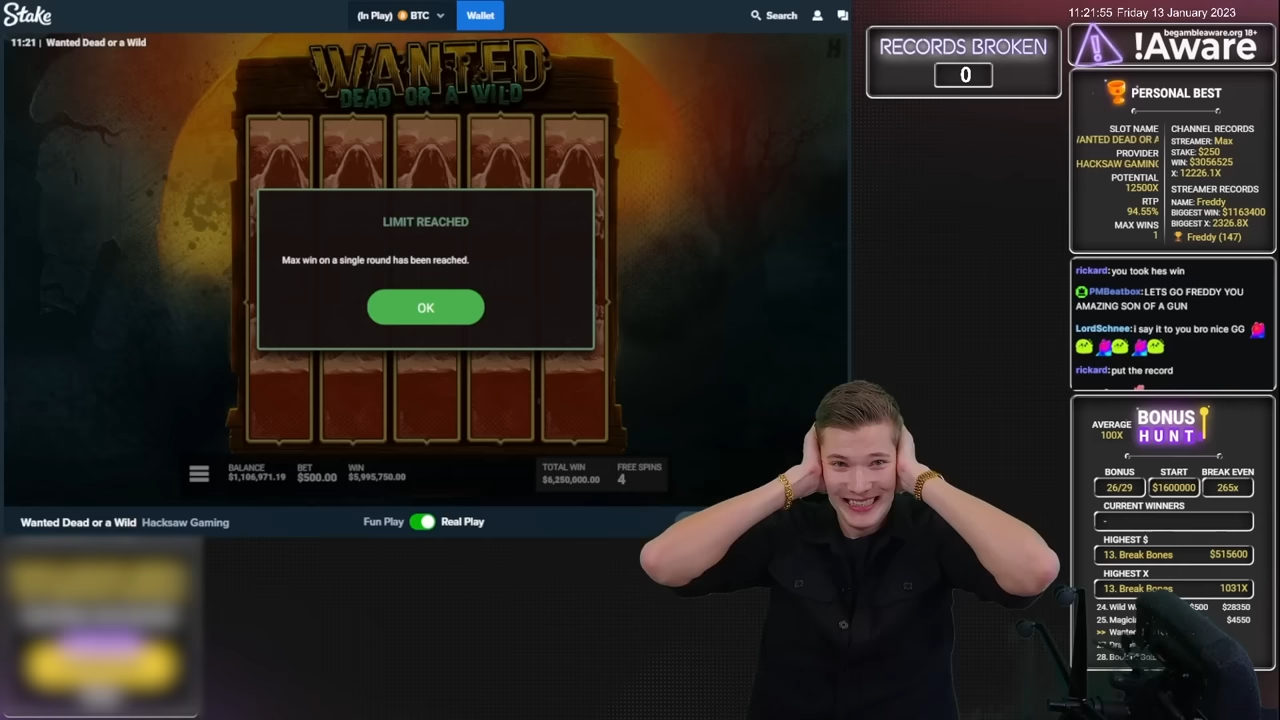 Stake
(In Play) BTC
Wallet
Search
11:21 | Wanted Dead or a Wild
WANTED
DEAD OR A WILD
LIMIT REACHED
Max win on a single round has been reached.
OK
BALANCE
$1,106,971.19
BET
$500.00
WIN
$5,995,750.00
TOTAL WIN
$6,250,000.00
FREE SPINS
4
Wanted Dead or a Wild Hacksaw Gaming
Fun Play Real Play
RECORDS BROKEN
0
11:21:55 Friday 13 January 2023
begambleaware.org 18+
!Aware
PERSONAL BEST
SLOT NAME
WANTED DEAD OR A
PROVIDER
HACKSAW GAMING
POTENTIAL
12500X
RTP
94.55%
MAX WINS
1
CHANNEL RECORDS
STREAMER: Max
STAKE: $250
WIN: $3056525
X: 12226.1X
STREAMER RECORDS
NAME: Freddy
BIGGEST WIN: $1163400
BIGGEST X: 2326.8X
Freddy (147)
rickard: you took hes win
PMBeatbox: LETS GO FREDDY YOU
AMAZING SON OF A GUN
LordSchnee: i say it to you bro nice GG
rickard: put the record
AVERAGE
100X
BONUS
HUNT
BONUS START BREAK EVEN
26/29 $1600000 265x
CURRENT WINNERS
-
HIGHEST $
13. Break Bones $515600
HIGHEST X
13. Break Bones 1031X
24. Wild W $500 $28350
25. Magicia $4550
>> Wante
28.